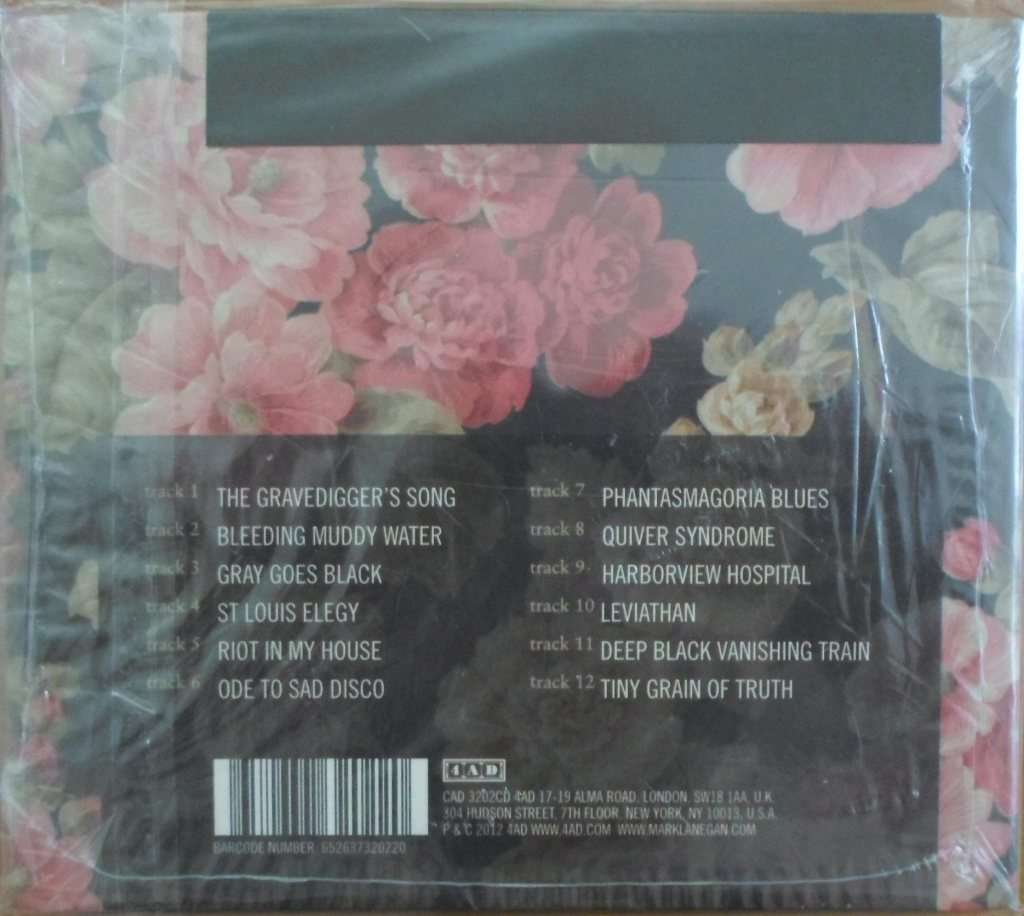 track 1 THE GRAVEDIGGER'S SONG
track 2 BLEEDING MUDDY WATER
track 3 GRAY GOES BLACK
track 4 ST LOUIS ELEGY
track 5 RIOT IN MY HOUSE
track 6 ODE TO SAD DISCO
track 7 PHANTASMAGORIA BLUES
track 8 QUIVER SYNDROME
track 9 HARBORVIEW HOSPITAL
track 10 LEVIATHAN
track 11 DEEP BLACK VANISHING TRAIN
track 12 TINY GRAIN OF TRUTH
4AD
CAD 3202CD 4AD 17-19 ALMA ROAD, LONDON, SW18 1AA, U.K.
304 HUDSON STREET, 7TH FLOOR, NEW YORK, NY 10013, U.S.A.
P & C 2012 4AD WWW.4AD.COM WWW.MARKLANEGAN.COM
BARCODE NUMBER: 652637320220